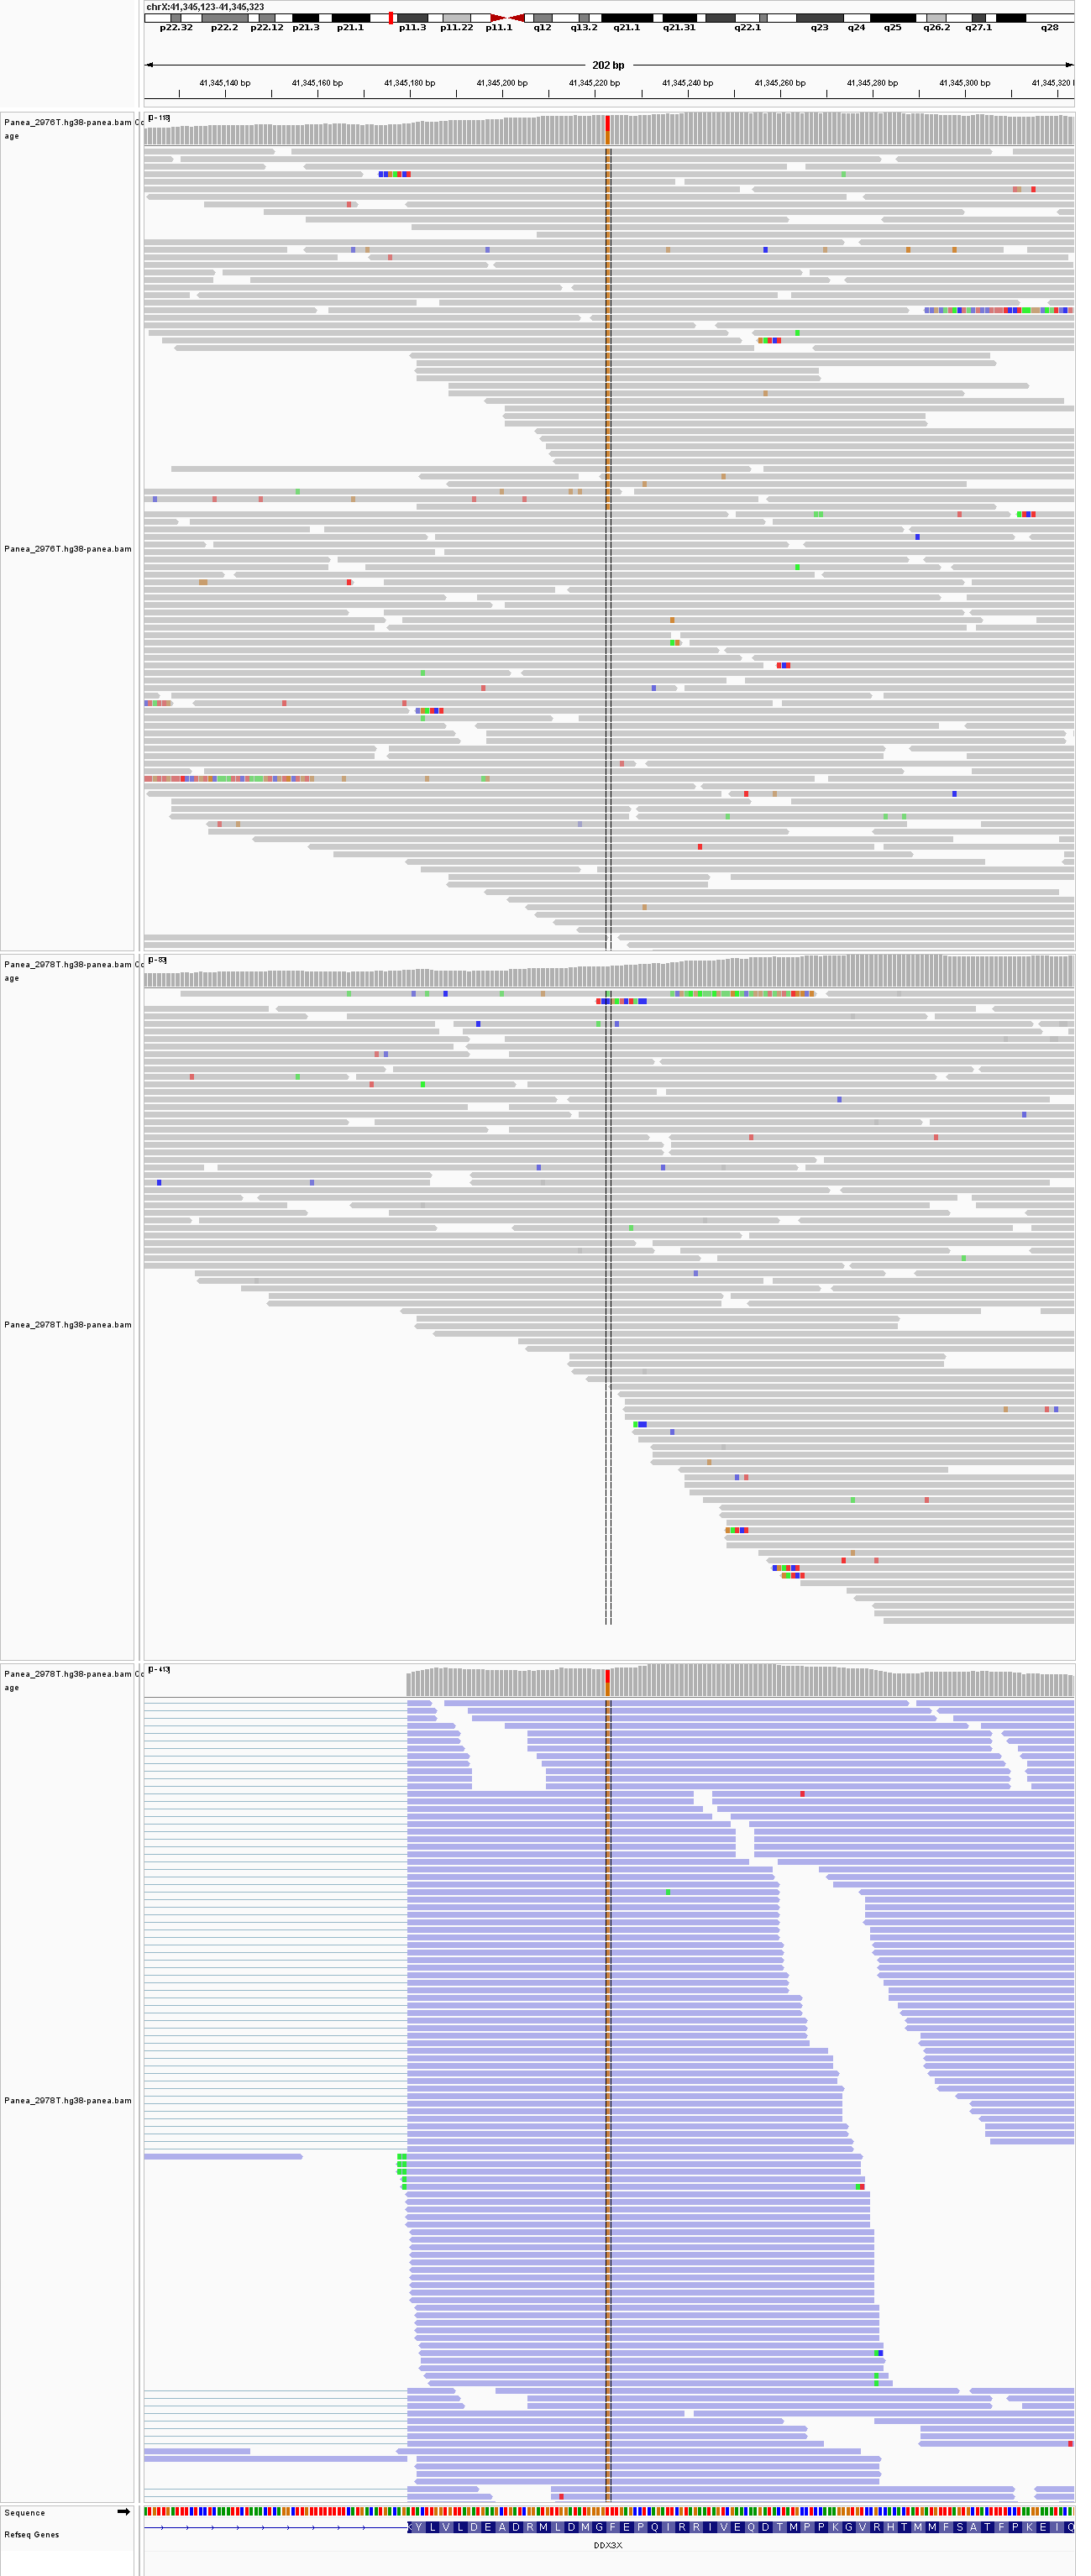 chrX:41,345,123-41,345,323
p22.32 p22.2 p22.12 p21.3 p21.1 p11.3 p11.22 p11.1 q12 q13.2 q21.1 q21.31 q22.1 q23 q24 q25 q26.2 q27.1 q28
202 bp
41,345,140 bp 41,345,160 bp 41,345,180 bp 41,345,200 bp 41,345,220 bp 41,345,240 bp 41,345,260 bp 41,345,280 bp 41,345,300 bp 41,345,320
Panea_2976T.hg38-panea.bam Co
age
[0 - 118]
Panea_2976T.hg38-panea.bam
Panea_2978T.hg38-panea.bam Co
age
Panea_2978T.hg38-panea.bam
Panea_2978T.hg38-panea.bam Co
age
[0 - 413]
Panea_2978T.hg38-panea.bam
Sequence
Refseq Genes
K Y L V L D E A D R M L D M G F E P Q I R R I V E Q D T M P P K G V R H T M M F S A T F P K E I Q
DDX3X